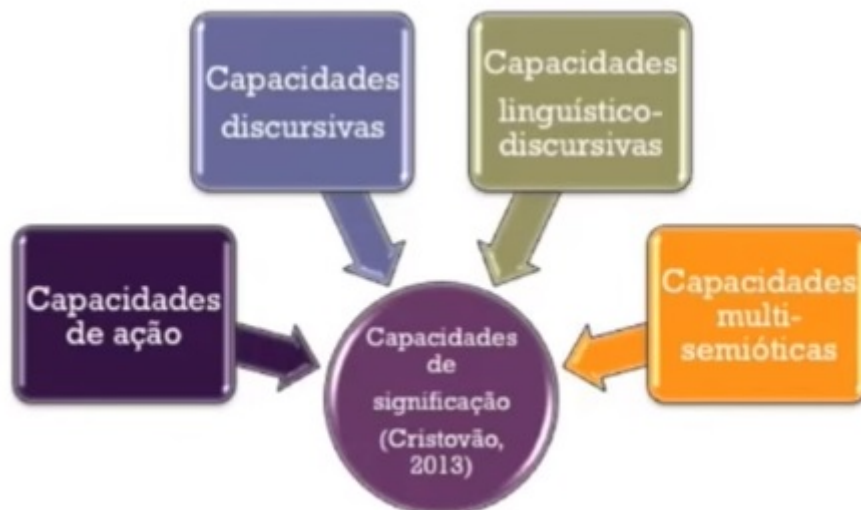 Capacidades
discursivas
Capacidades
linguístico-
discursivas
Capacidades
de ação
Capacidades
multi-
semióticas
Capacidades
de
significação
(Cristovão,
2013)